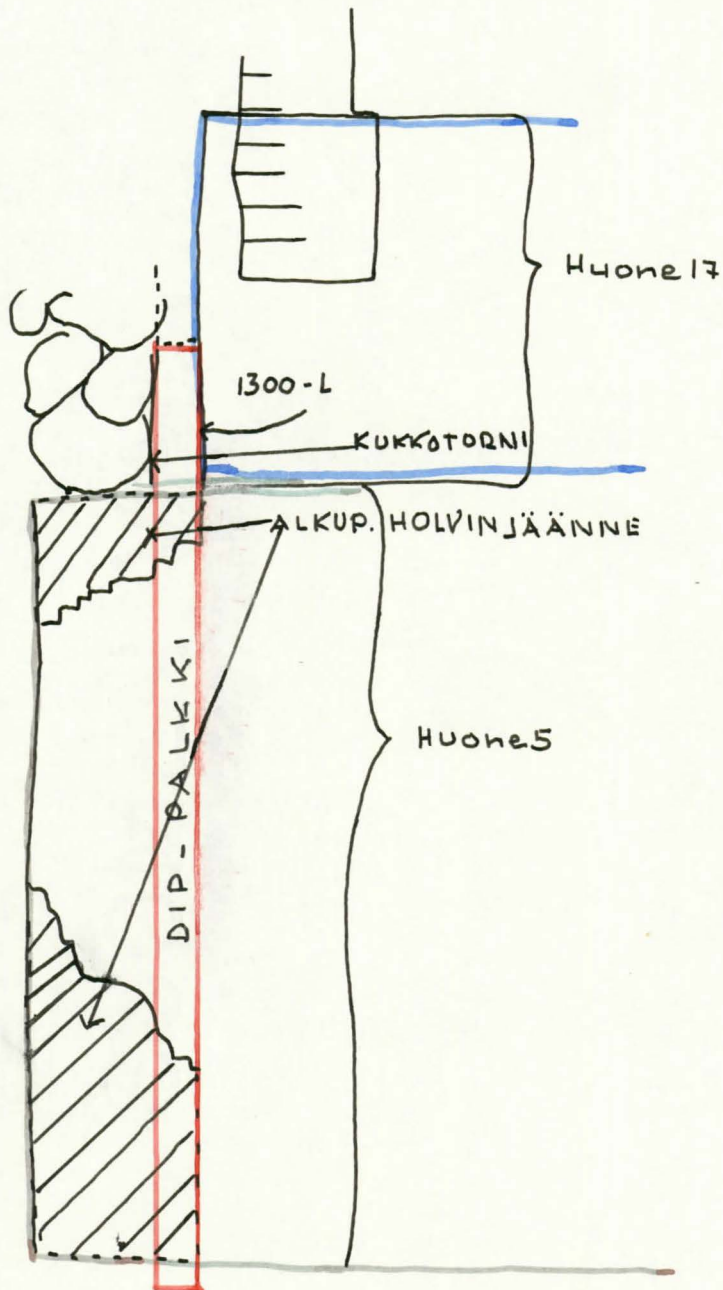 Huone 17
1300-L
KUKKOTORNI
ALKUP. HOLVINJÄÄNNE
DIP-PALKKI
Huone 5